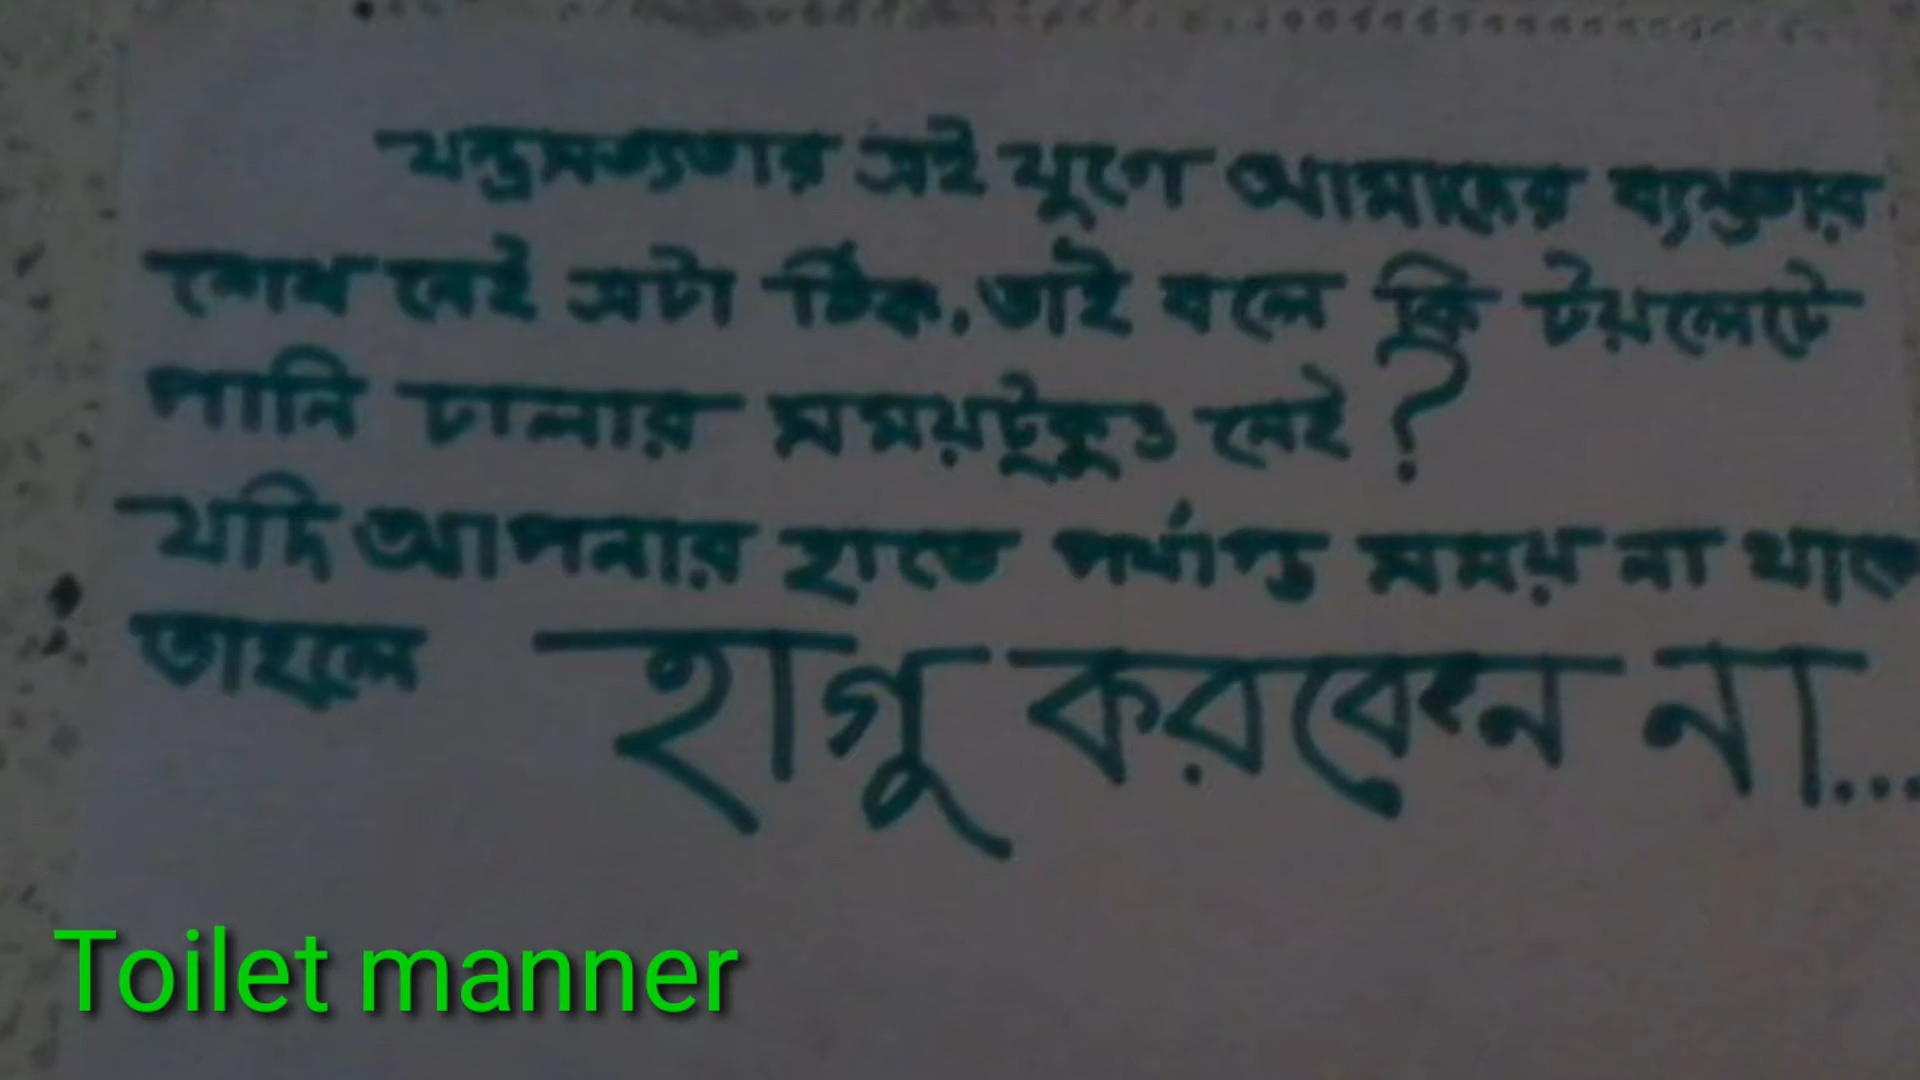 যন্ত্রসভ্যতার এই যুগে আমাদের ব্যস্ততার
শেষ নেই এটা ঠিক, তাই বলে কি টয়লেটে
পানি ঢালার সময়টুকুও নেই ?
যদি আপনার হাতে পর্যাপ্ত সময় না থাকে
তাহলে হাগু করবেন না...
Toilet manner